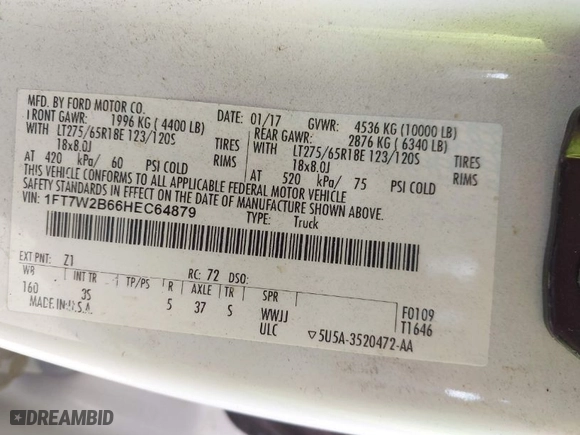 MFD. BY FORD MOTOR CO.
DATE: 01/17 GVWR: 4536 KG (10000 LB)
FRONT GAWR: 1996 KG (4400 LB) REAR GAWR: 2876 KG (6340 LB)
WITH LT275/65R18E 123/120S TIRES WITH LT275/65R18E 123/120S TIRES
18x8.0J RIMS 18x8.0J RIMS
AT 420 kPa/ 60 PSI COLD AT 520 kPa/ 75 PSI COLD
THIS VEHICLE CONFORMS TO ALL APPLICABLE FEDERAL MOTOR VEHICLE
SAFETY STANDARDS IN EFFECT ON THE DATE OF MANUFACTURE SHOWN ABOVE.
VIN: 1FT7W2B66HEC64879
TYPE: Truck
EXT PNT: Z1 RC: 72 DSO:
WB INT TR TP/PS R AXLE TR SPR
160 3S 5 37 S WWJJ F0109
MADE IN U.S.A. ULC T1646
▽5U5A-3520472-AA
DREAMBID